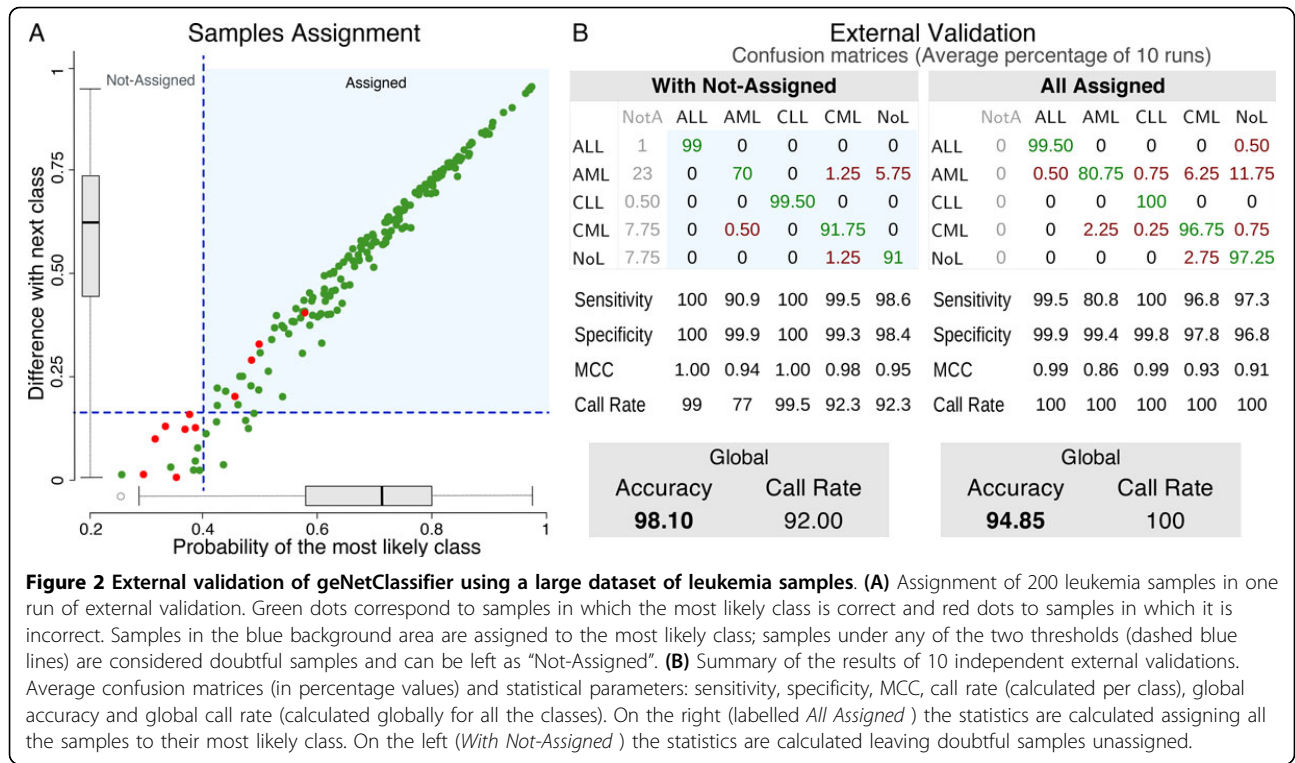 A
Samples Assignment
Not-Assigned
Assigned
Difference with next class
1
0.75
0.50
0.25
0
0.2 0.4 0.6 0.8 1
Probability of the most likely class
B
External Validation
Confusion matrices (Average percentage of 10 runs)
With Not-Assigned
NotA ALL AML CLL CML NoL
ALL 1 99 0 0 0 0
AML 23 0 70 0 1.25 5.75
CLL 0.50 0 0 99.50 0 0
CML 7.75 0 0.50 0 91.75 0
NoL 7.75 0 0 0 1.25 91
Sensitivity 100 90.9 100 99.5 98.6
Specificity 100 99.9 100 99.3 98.4
MCC 1.00 0.94 1.00 0.98 0.95
Call Rate 99 77 99.5 92.3 92.3
Global
Accuracy Call Rate
98.10 92.00
All Assigned
NotA ALL AML CLL CML NoL
ALL 0 99.50 0 0 0 0.50
AML 0 0.50 80.75 0.75 6.25 11.75
CLL 0 0 0 100 0 0
CML 0 0 2.25 0.25 96.75 0.75
NoL 0 0 0 0 2.75 97.25
Sensitivity 99.5 80.8 100 96.8 97.3
Specificity 99.9 99.4 99.8 97.8 96.8
MCC 0.99 0.86 0.99 0.93 0.91
Call Rate 100 100 100 100 100
Global
Accuracy Call Rate
94.85 100
Figure 2 External validation of geNetClassifier using a large dataset of leukemia samples. (A) Assignment of 200 leukemia samples in one
run of external validation. Green dots correspond to samples in which the most likely class is correct and red dots to samples in which it is
incorrect. Samples in the blue background area are assigned to the most likely class; samples under any of the two thresholds (dashed blue
lines) are considered doubtful samples and can be left as “Not-Assigned”. (B) Summary of the results of 10 independent external validations.
Average confusion matrices (in percentage values) and statistical parameters: sensitivity, specificity, MCC, call rate (calculated per class), global
accuracy and global call rate (calculated globally for all the classes). On the right (labelled All Assigned ) the statistics are calculated assigning all
the samples to their most likely class. On the left (With Not-Assigned ) the statistics are calculated leaving doubtful samples unassigned.